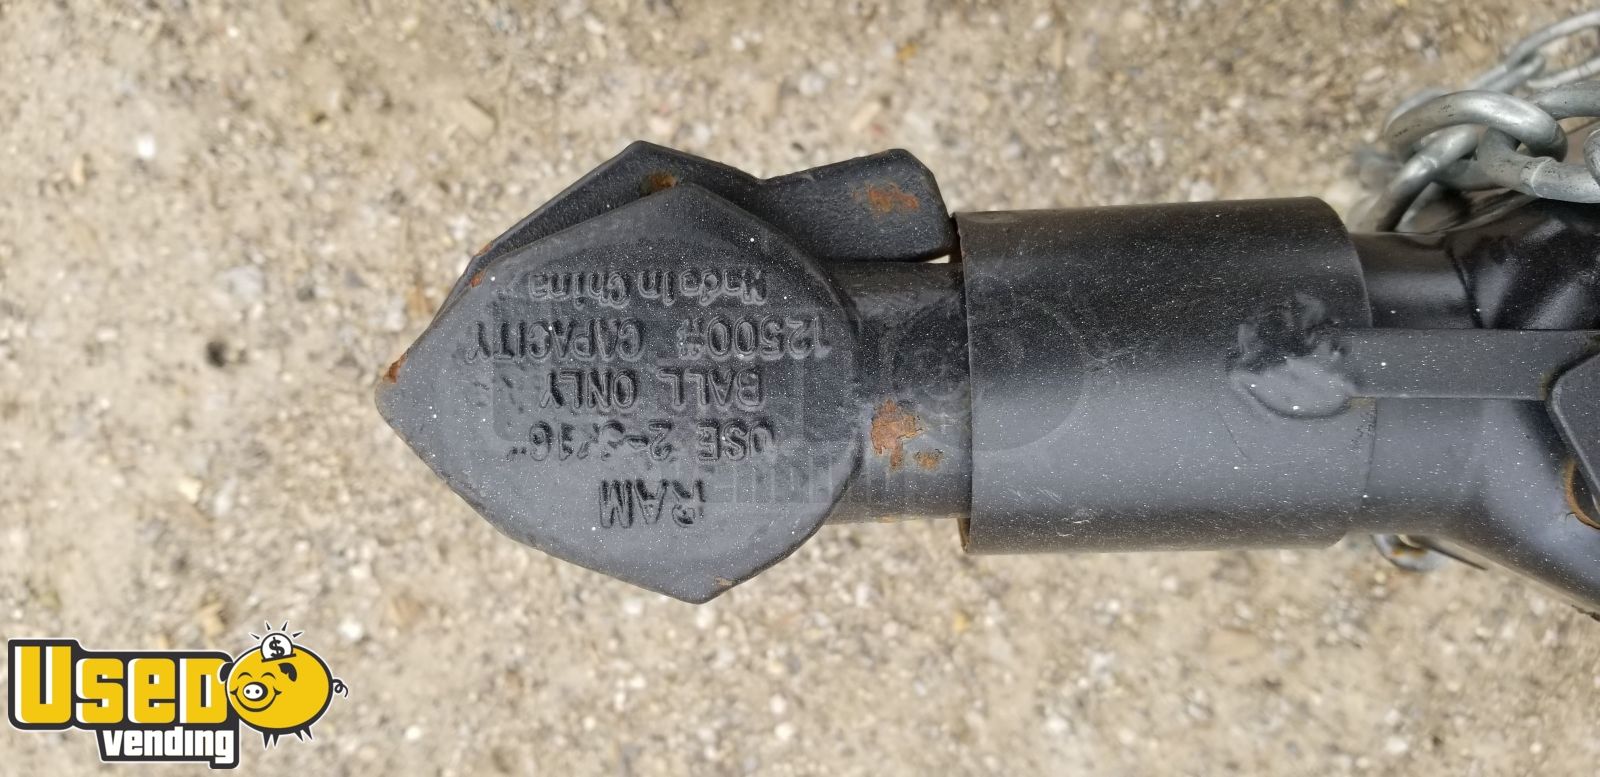 RAM
USE 2-5/16"
BALL ONLY
12500# CAPACITY
Made In China
USED
vending